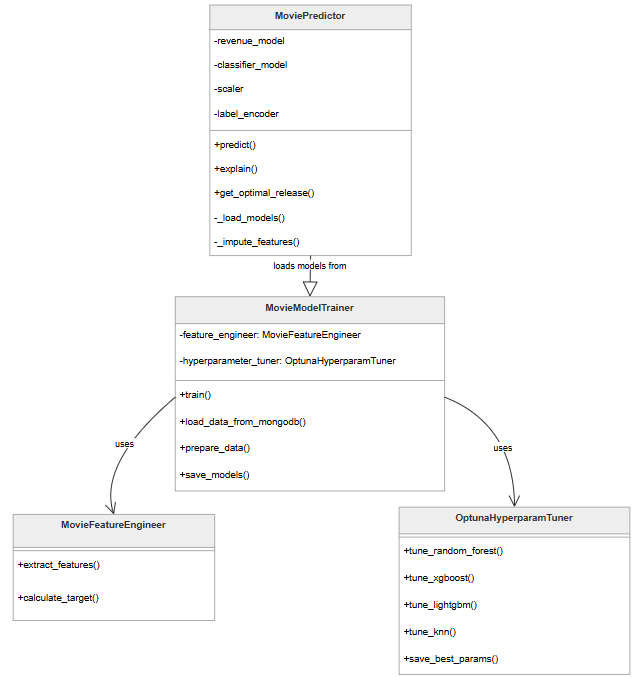 MoviePredictor
-revenue_model
-classifier_model
-scaler
-label_encoder
+predict()
+explain()
+get_optimal_release()
-_load_models()
-_impute_features()
loads models from
MovieModelTrainer
-feature_engineer: MovieFeatureEngineer
-hyperparameter_tuner: OptunaHyperparamTuner
+train()
+load_data_from_mongodb()
+prepare_data()
+save_models()
uses
uses
MovieFeatureEngineer
+extract_features()
+calculate_target()
OptunaHyperparamTuner
+tune_random_forest()
+tune_xgboost()
+tune_lightgbm()
+tune_knn()
+save_best_params()